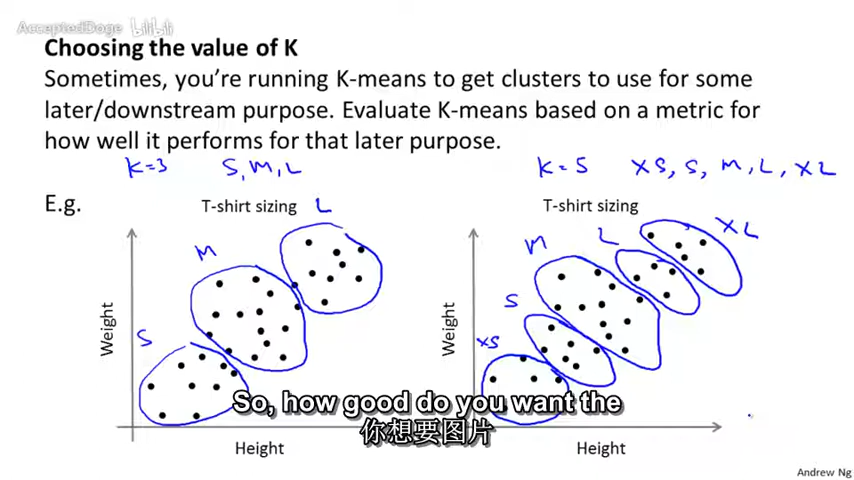 AcceptedDoge bilibili
Choosing the value of K
Sometimes, you're running K-means to get clusters to use for some
later/downstream purpose. Evaluate K-means based on a metric for
how well it performs for that later purpose.
K=3 S, M, L
K=5 XS, S, M, L, XL
E.g.
T-shirt sizing
L
M
S
Weight
Height
T-shirt sizing
XL
L
M
S
XS
Weight
Height
So, how good do you want the
你想要图片
Andrew Ng